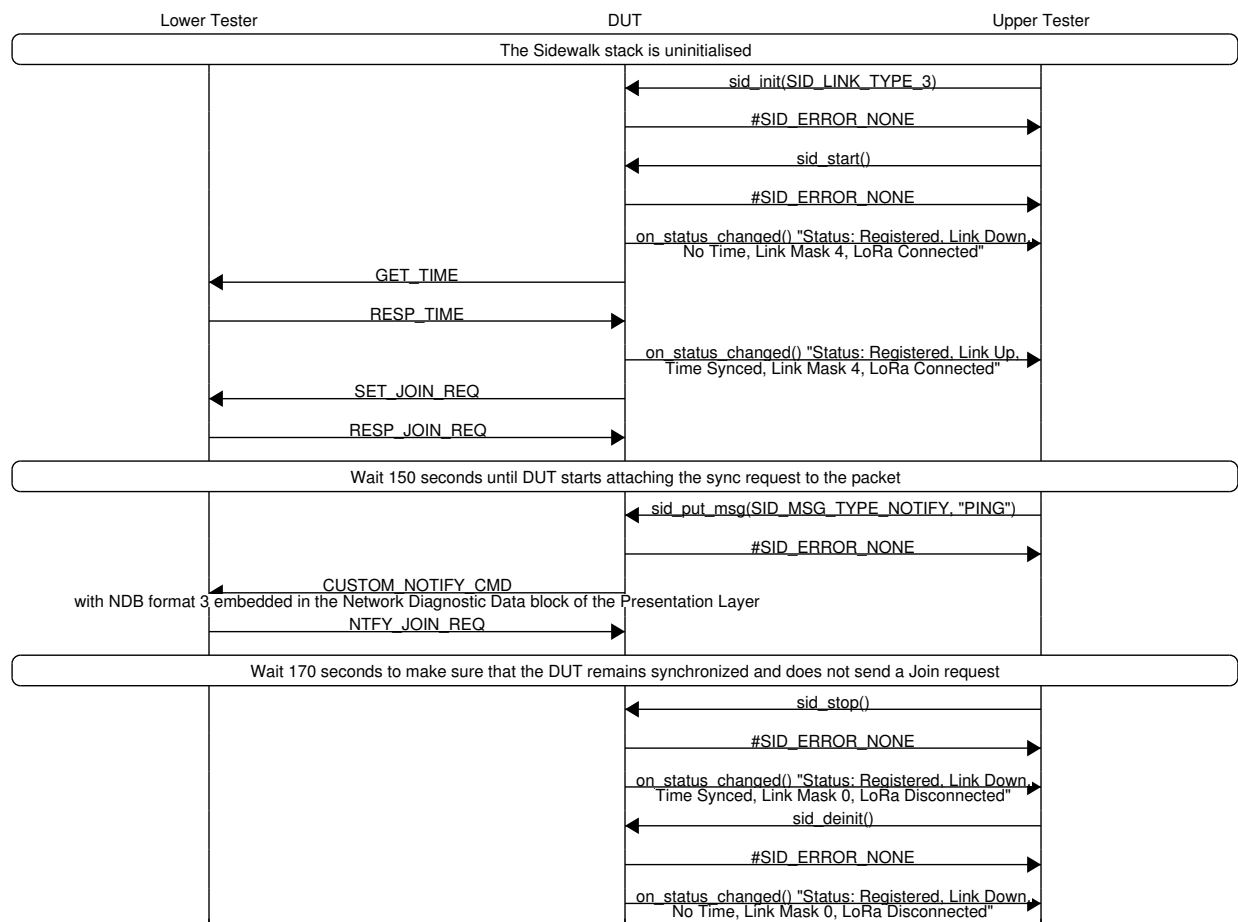 Lower Tester DUT Upper Tester
The Sidewalk stack is uninitialised
sid_init(SID_LINK_TYPE_3)
#SID_ERROR_NONE
sid_start()
#SID_ERROR_NONE
on_status_changed() "Status: Registered, Link Down,
No Time, Link Mask 4, LoRa Connected"
GET_TIME
RESP_TIME
on_status_changed() "Status: Registered, Link Up,
Time Synced, Link Mask 4, LoRa Connected"
SET_JOIN_REQ
RESP_JOIN_REQ
Wait 150 seconds until DUT starts attaching the sync request to the packet
sid_put_msg(SID_MSG_TYPE_NOTIFY, "PING")
#SID_ERROR_NONE
CUSTOM_NOTIFY_CMD
with NDB format 3 embedded in the Network Diagnostic Data block of the Presentation Layer
NTFY_JOIN_REQ
Wait 170 seconds to make sure that the DUT remains synchronized and does not send a Join request
sid_stop()
#SID_ERROR_NONE
on_status_changed() "Status: Registered, Link Down,
Time Synced, Link Mask 0, LoRa Disconnected"
sid_deinit()
#SID_ERROR_NONE
on_status_changed() "Status: Registered, Link Down,
No Time, Link Mask 0, LoRa Disconnected"